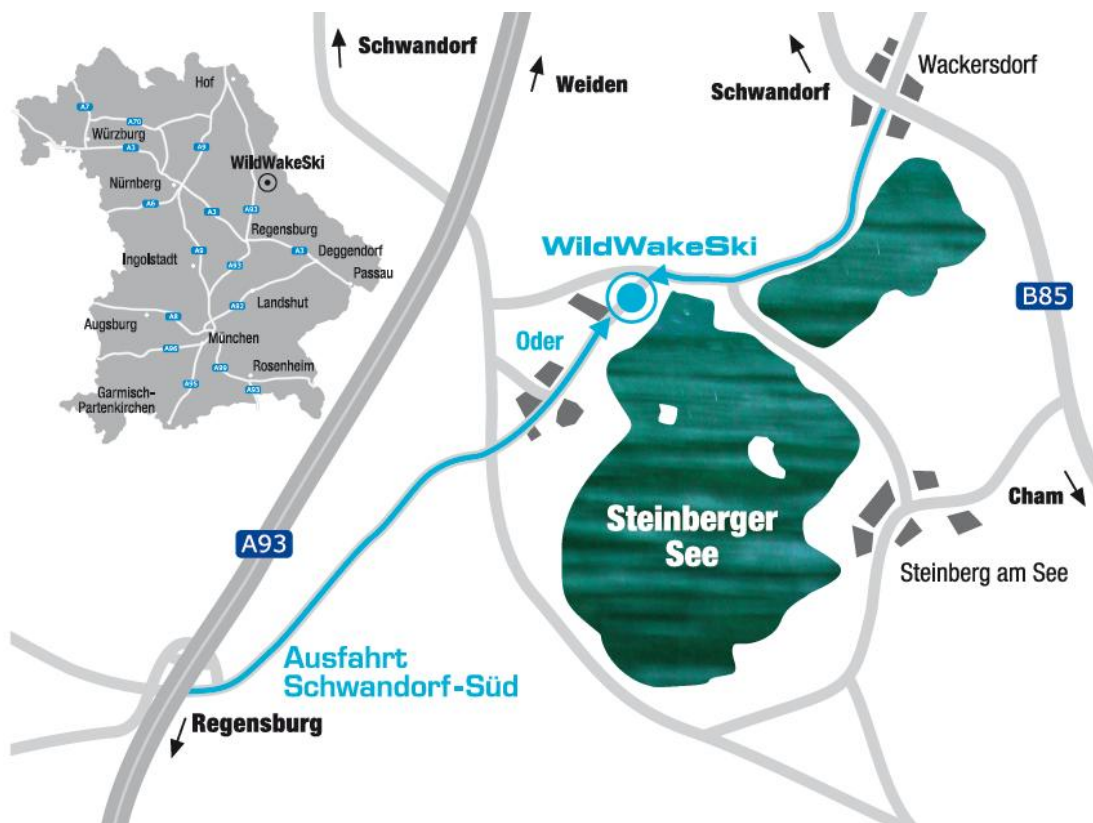 Schwandorf
Weiden
Schwandorf
Wackersdorf
Hof
A7
A70
Würzburg
A3
A9
WildWakeSki
Nürnberg
A6
A3
A93
Regensburg
A9
A93
A3
Deggendorf
Ingolstadt
Passau
A92
Landshut
A8
Augsburg
München
A96
A99
Rosenheim
A95
A93
Garmisch-
Partenkirchen
WildWakeSki
B85
Oder
Steinberger
See
Cham
A93
Steinberg am See
Ausfahrt
Schwandorf-Süd
Regensburg